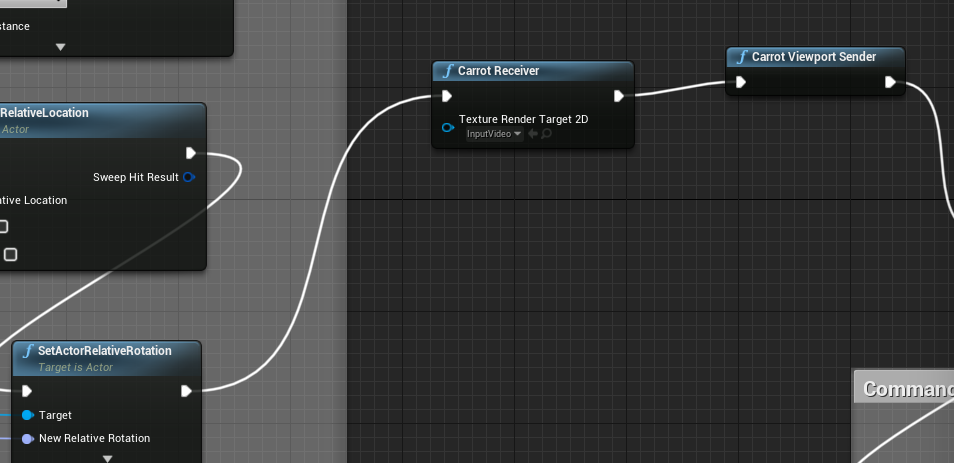 stance
RelativeLocation
Actor
Sweep Hit Result
ative Location
f SetActorRelativeRotation
Target is Actor
Target
New Relative Rotation
f Carrot Receiver
Texture Render Target 2D
InputVideo
f Carrot Viewport Sender
Command